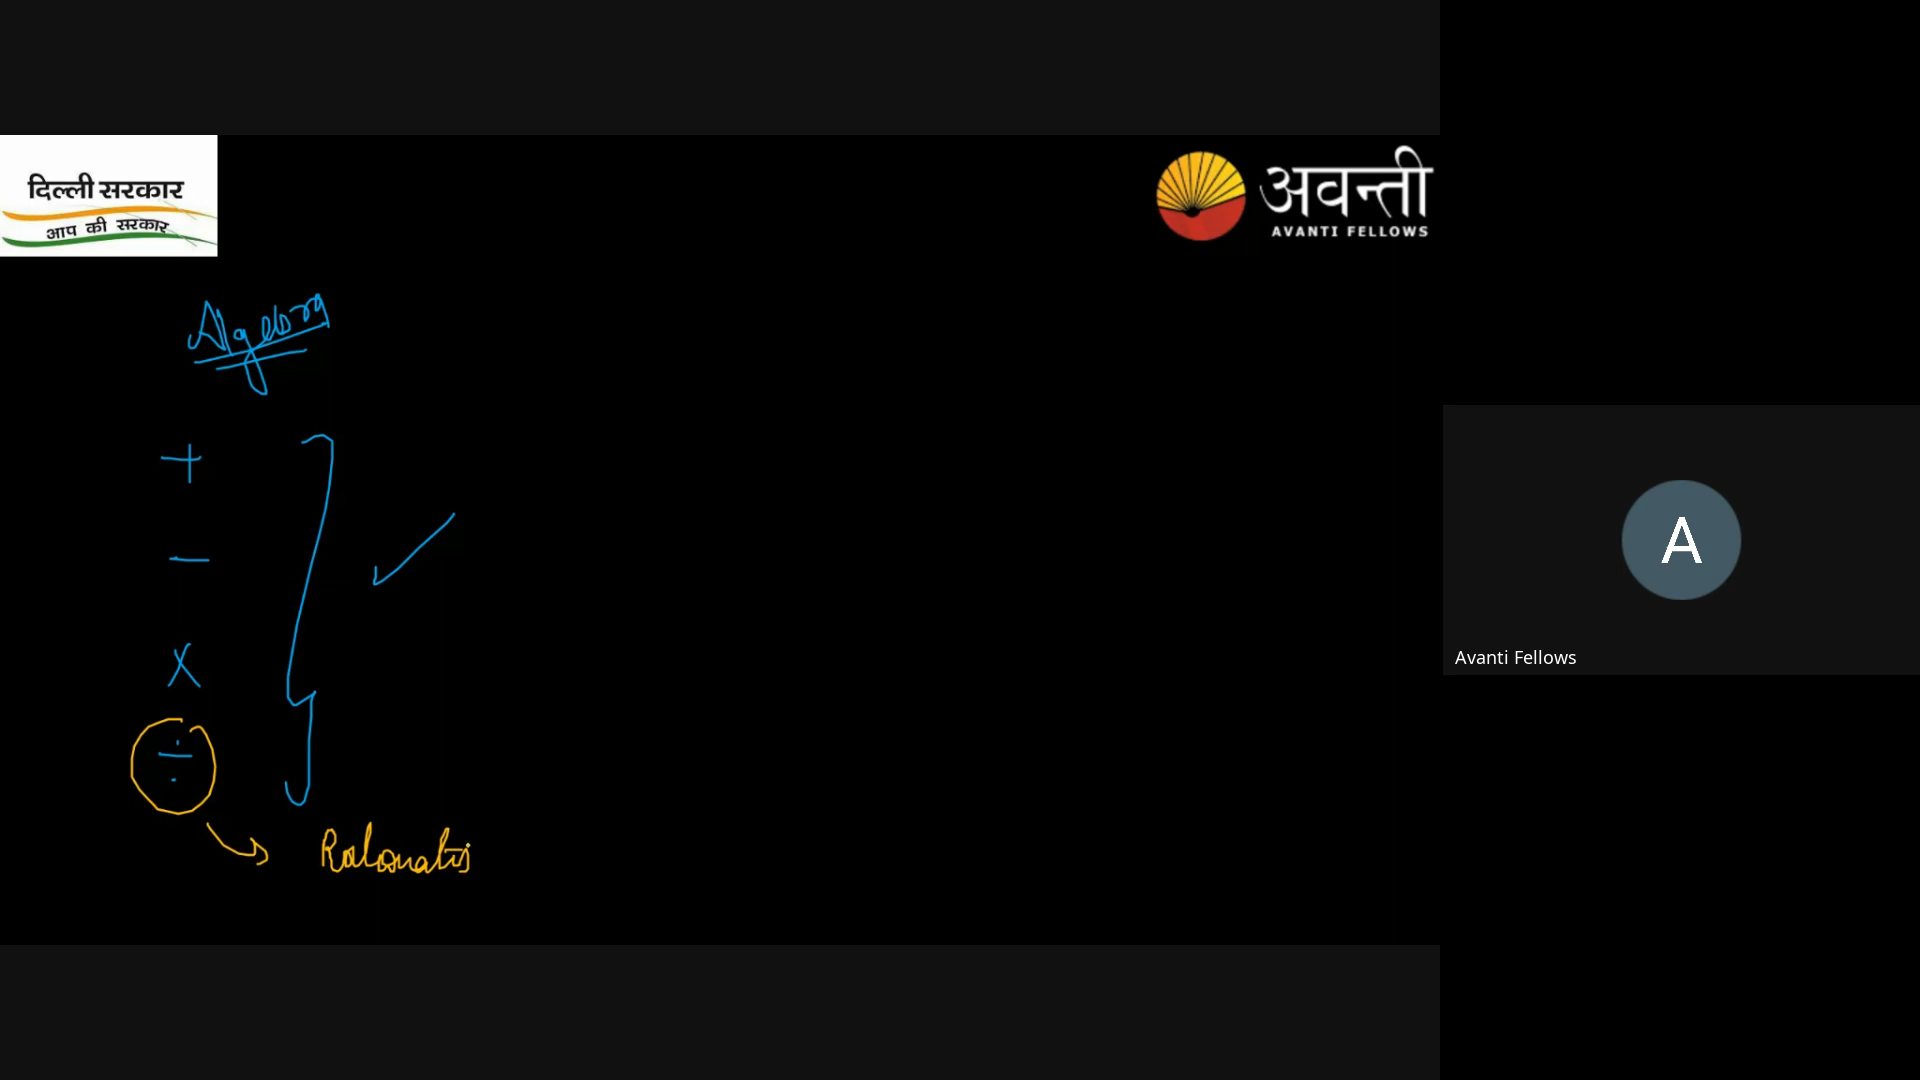 दिल्ली सरकार
आप की सरकार
अवन्ती
AVANTI FELLOWS
Algebra
+
−
×
÷
A
Avanti Fellows